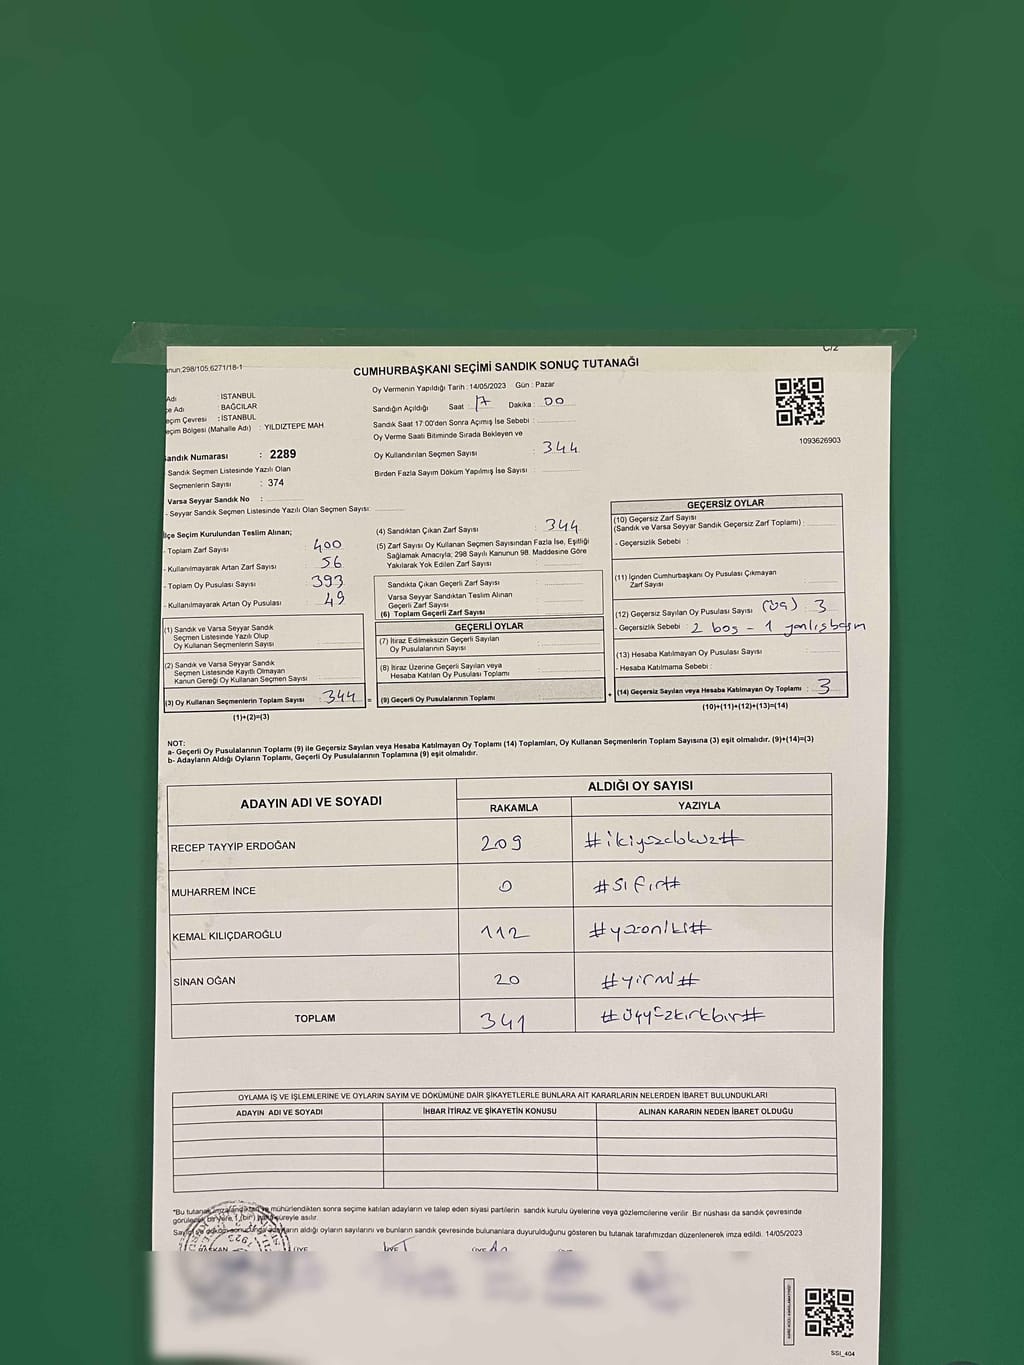 CUMHURBAŞKANI SEÇİMİ SANDIK SONUÇ TUTANAĞI
C/2
nun.298/105;6271/18-1
Oy Vermenin Yapıldığı Tarih : 14/05/2023 Gün : Pazar
Adı : İSTANBUL
Sandığın Açıldığı Saat : 17 Dakika : 00
e Adı : BAĞCILAR
eçim Çevresi : İSTANBUL
Sandık Saat 17:00'den Sonra Açımış İse Sebebi :
eçim Bölgesi (Mahalle Adı) : YILDIZTEPE MAH
Oy Verme Saati Bitiminde Sırada Bekleyen ve
Oy Kullandırılan Seçmen Sayısı : 344
1093626903
andık Numarası : 2289
Birden Fazla Sayım Döküm Yapılmış İse Sayısı :
Sandık Seçmen Listesinde Yazılı Olan
Seçmenlerin Sayısı : 374
Varsa Seyyar Sandık No :
- Seyyar Sandık Seçmen Listesinde Yazılı Olan Seçmen Sayısı:
İlçe Seçim Kurulundan Teslim Alınan;
- Toplam Zarf Sayısı : 400
- Kullanılmayarak Artan Zarf Sayısı : 56
- Toplam Oy Pusulası Sayısı : 393
- Kullanılmayarak Artan Oy Pusulası : 49
(1) Sandık ve Varsa Seyyar Sandık
Seçmen Listesinde Yazılı Olup
Oy Kullanan Seçmenlerin Sayısı
(2) Sandık ve Varsa Seyyar Sandık
Seçmen Listesinde Kayıtlı Olmayan
Kanun Gereği Oy Kullanan Seçmen Sayısı
(3) Oy Kullanan Seçmenlerin Toplam Sayısı : 344 =
(1)+(2)=(3)
(4) Sandıktan Çıkan Zarf Sayısı : 344
(5) Zarf Sayısı Oy Kullanan Seçmen Sayısından Fazla İse, Eşitliği
Sağlamak Amacıyla; 298 Sayılı Kanunun 98. Maddesine Göre
Yakılarak Yok Edilen Zarf Sayısı :
Sandıkta Çıkan Geçerli Zarf Sayısı :
Varsa Seyyar Sandıktan Teslim Alınan
Geçerli Zarf Sayısı :
(6) Toplam Geçerli Zarf Sayısı :
GEÇERLİ OYLAR
(7) İtiraz Edilmeksizin Geçerli Sayılan
Oy Pusulalarının Sayısı :
(8) İtiraz Üzerine Geçerli Sayılan veya
Hesaba Katılan Oy Pusulası Toplamı :
(9) Geçerli Oy Pusulalarının Toplamı :
+
GEÇERSİZ OYLAR
(10) Geçersiz Zarf Sayısı
(Sandık ve Varsa Seyyar Sandık Geçersiz Zarf Toplamı) :
- Geçersizlik Sebebi :
(11) İçinden Cumhurbaşkanı Oy Pusulası Çıkmayan
Zarf Sayısı :
(12) Geçersiz Sayılan Oy Pusulası Sayısı : (üç) 3
- Geçersizlik Sebebi : 2 boş - 1 yanlış basım
(13) Hesaba Katılmayan Oy Pusulası Sayısı :
- Hesaba Katılmama Sebebi :
(14) Geçersiz Sayılan veya Hesaba Katılmayan Oy Toplamı : 3
(10)+(11)+(12)+(13)=(14)
NOT:
a- Geçerli Oy Pusulalarının Toplamı (9) ile Geçersiz Sayılan veya Hesaba Katılmayan Oy Toplamı (14) Toplamları, Oy Kullanan Seçmenlerin Toplam Sayısına (3) eşit olmalıdır. (9)+(14)=(3)
b- Adayların Aldığı Oyların Toplamı, Geçerli Oy Pusulalarının Toplamına (9) eşit olmalıdır.
ADAYIN ADI VE SOYADI ALDIĞI OY SAYISI
RAKAMLA YAZIYLA
RECEP TAYYİP ERDOĞAN 209 #ikiyüzdokuz#
MUHARREM İNCE 0 #sıfır#
KEMAL KILIÇDAROĞLU 112 #yüzoniki#
SİNAN OĞAN 20 #yirmi#
TOPLAM 341 #üçyüzkırkbir#
OYLAMA İŞ VE İŞLEMLERİNE VE OYLARIN SAYIM VE DÖKÜMÜNE DAİR ŞİKAYETLERLE BUNLARA AİT KARARLARIN NELERDEN İBARET BULUNDUKLARI
ADAYIN ADI VE SOYADI İHBAR İTİRAZ VE ŞİKAYETİN KONUSU ALINAN KARARIN NEDEN İBARET OLDUĞU
*Bu tutanak imzalandıktan ve mühürlendikten sonra seçime katılan adayların ve talep eden siyasi partilerin sandık kurulu üyelerine veya gözlemcilerine verilir. Bir nüshası da sandık çevresinde
görülecek bir yere, 1 (bir) hafta süreyle asılır.
Sayım ve döküm sonucunda adayların aldığı oyların sayılarını ve bunların sandık çevresinde bulunanlara duyurulduğunu gösteren bu tutanak tarafımızdan düzenlenerek imza edildi. 14/05/2023
BAŞKAN ÜYE ÜYE ÜYE
1923
SSİ_404